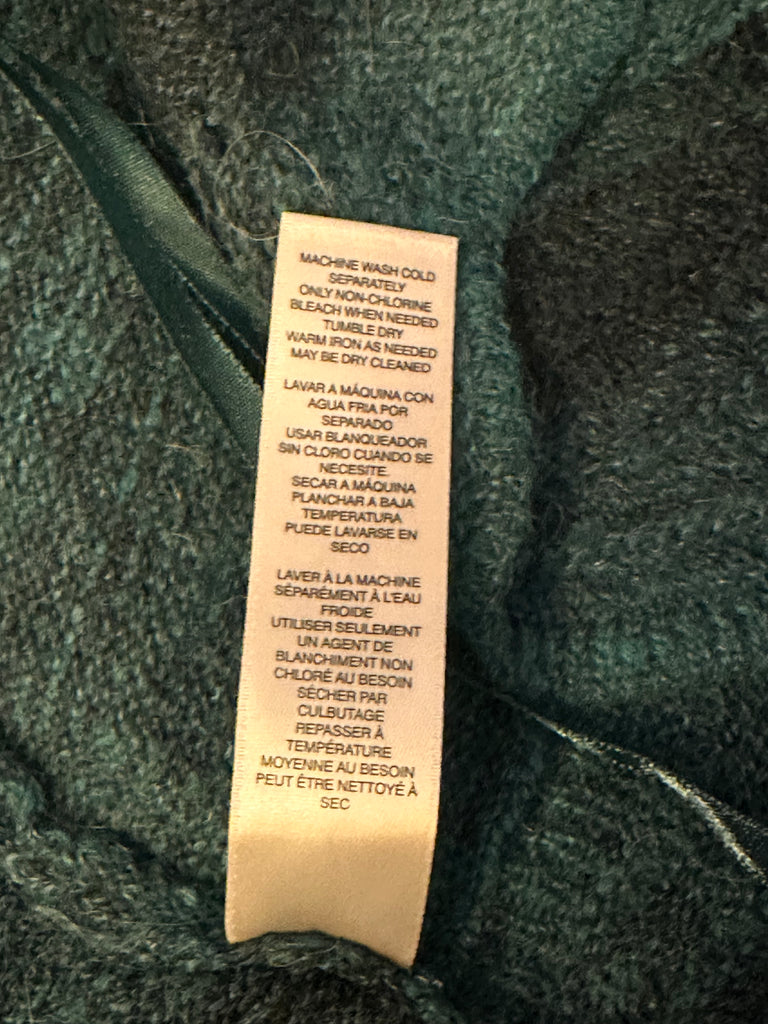 MACHINE WASH COLD
SEPARATELY
ONLY NON-CHLORINE
BLEACH WHEN NEEDED
TUMBLE DRY
WARM IRON AS NEEDED
MAY BE DRY CLEANED
LAVAR A MÁQUINA CON
AGUA FRIA POR
SEPARADO
USAR BLANQUEADOR
SIN CLORO CUANDO SE
NECESITE.
SECAR A MÁQUINA
PLANCHAR A BAJA
TEMPERATURA
PUEDE LAVARSE EN
SECO
LAVER À LA MACHINE
SÉPARÉMENT À L'EAU
FROIDE
UTILISER SEULEMENT
UN AGENT DE
BLANCHIMENT NON
CHLORÉ AU BESOIN
SÉCHER PAR
CULBUTAGE
REPASSER À
TEMPÉRATURE
MOYENNE AU BESOIN
PEUT ÊTRE NETTOYÉ À
SEC